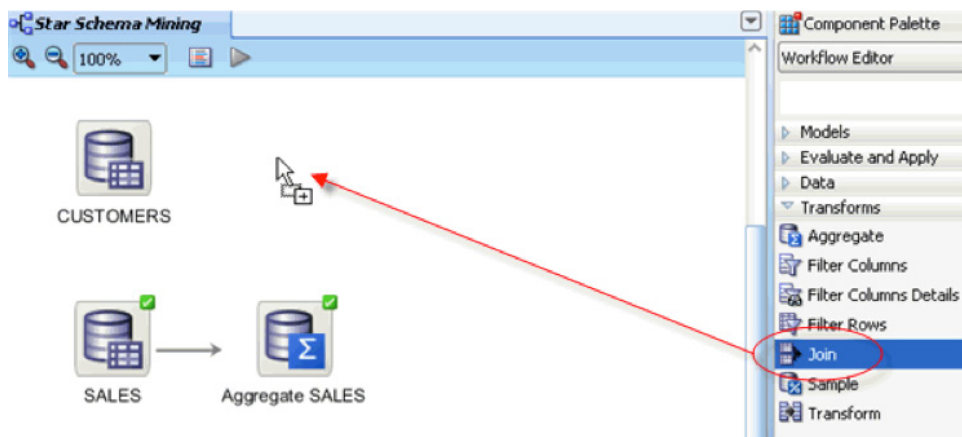 Star Schema Mining
Component Palette
100%
Workflow Editor
Models
Evaluate and Apply
Data
Transforms
Aggregate
Filter Columns
Filter Columns Details
Filter Rows
Join
Sample
Transform
CUSTOMERS
SALES
Aggregate SALES